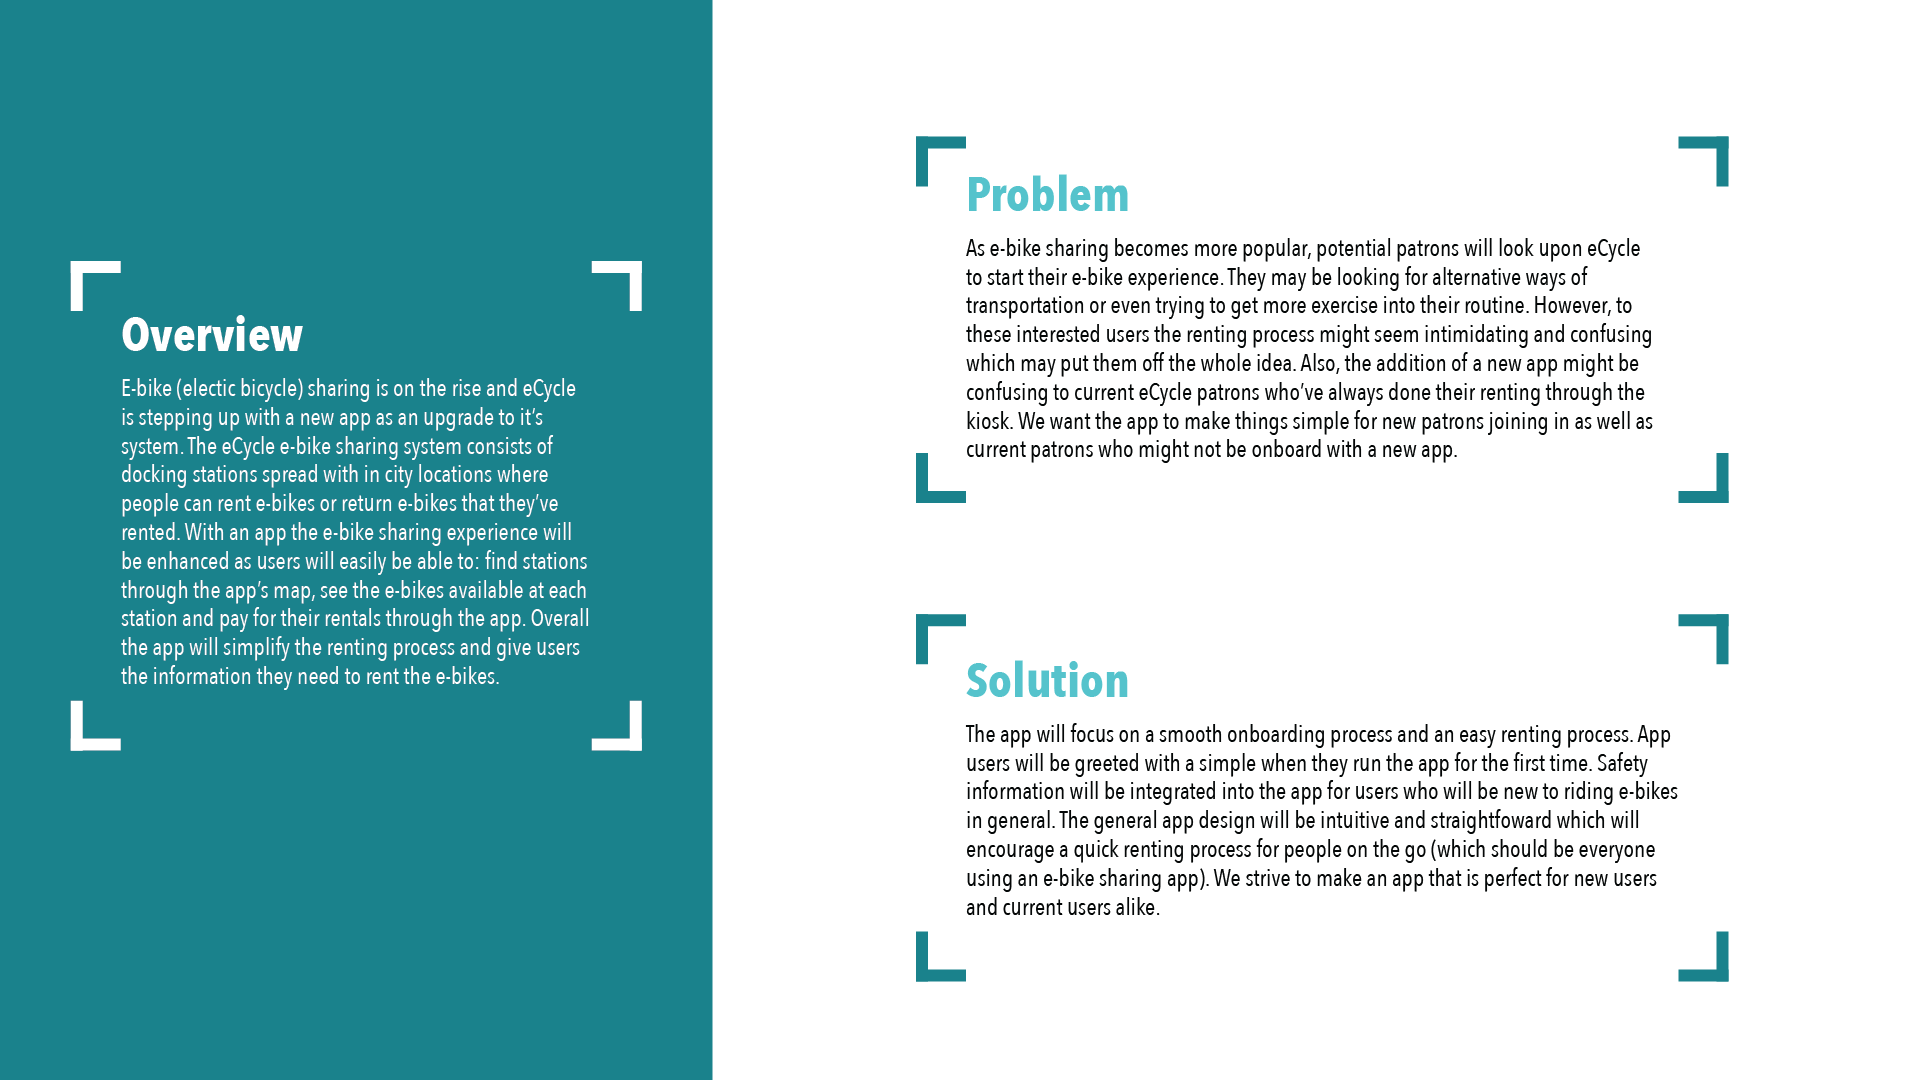 Overview
E-bike (electic bicycle) sharing is on the rise and eCycle
is stepping up with a new app as an upgrade to it’s
system. The eCycle e-bike sharing system consists of
docking stations spread with in city locations where
people can rent e-bikes or return e-bikes that they’ve
rented. With an app the e-bike sharing experience will
be enhanced as users will easily be able to: find stations
through the app’s map, see the e-bikes available at each
station and pay for their rentals through the app. Overall
the app will simplify the renting process and give users
the information they need to rent the e-bikes.
Problem
As e-bike sharing becomes more popular, potential patrons will look upon eCycle
to start their e-bike experience. They may be looking for alternative ways of
transportation or even trying to get more exercise into their routine. However, to
these interested users the renting process might seem intimidating and confusing
which may put them off the whole idea. Also, the addition of a new app might be
confusing to current eCycle patrons who’ve always done their renting through the
kiosk. We want the app to make things simple for new patrons joining in as well as
current patrons who might not be onboard with a new app.
Solution
The app will focus on a smooth onboarding process and an easy renting process. App
users will be greeted with a simple when they run the app for the first time. Safety
information will be integrated into the app for users who will be new to riding e-bikes
in general. The general app design will be intuitive and straightfoward which will
encourage a quick renting process for people on the go (which should be everyone
using an e-bike sharing app). We strive to make an app that is perfect for new users
and current users alike.